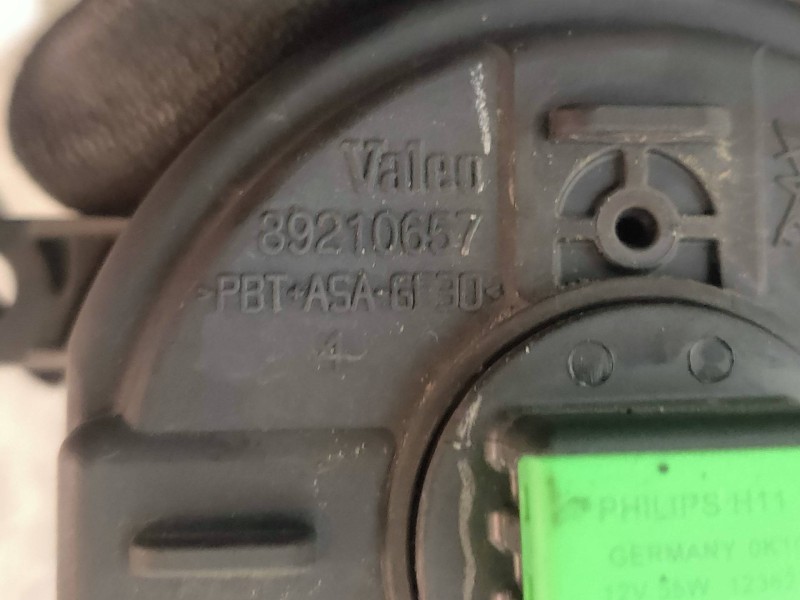 Valeo
89210657
>PBT+ASA-GF30<
4
PHILIPS H11
GERMANY
12V 55W